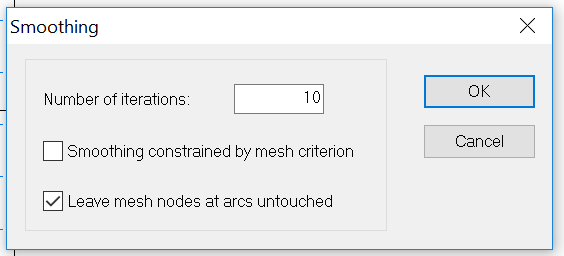 Smoothing
Number of iterations: 10
OK
Smoothing constrained by mesh criterion
Cancel
Leave mesh nodes at arcs untouched